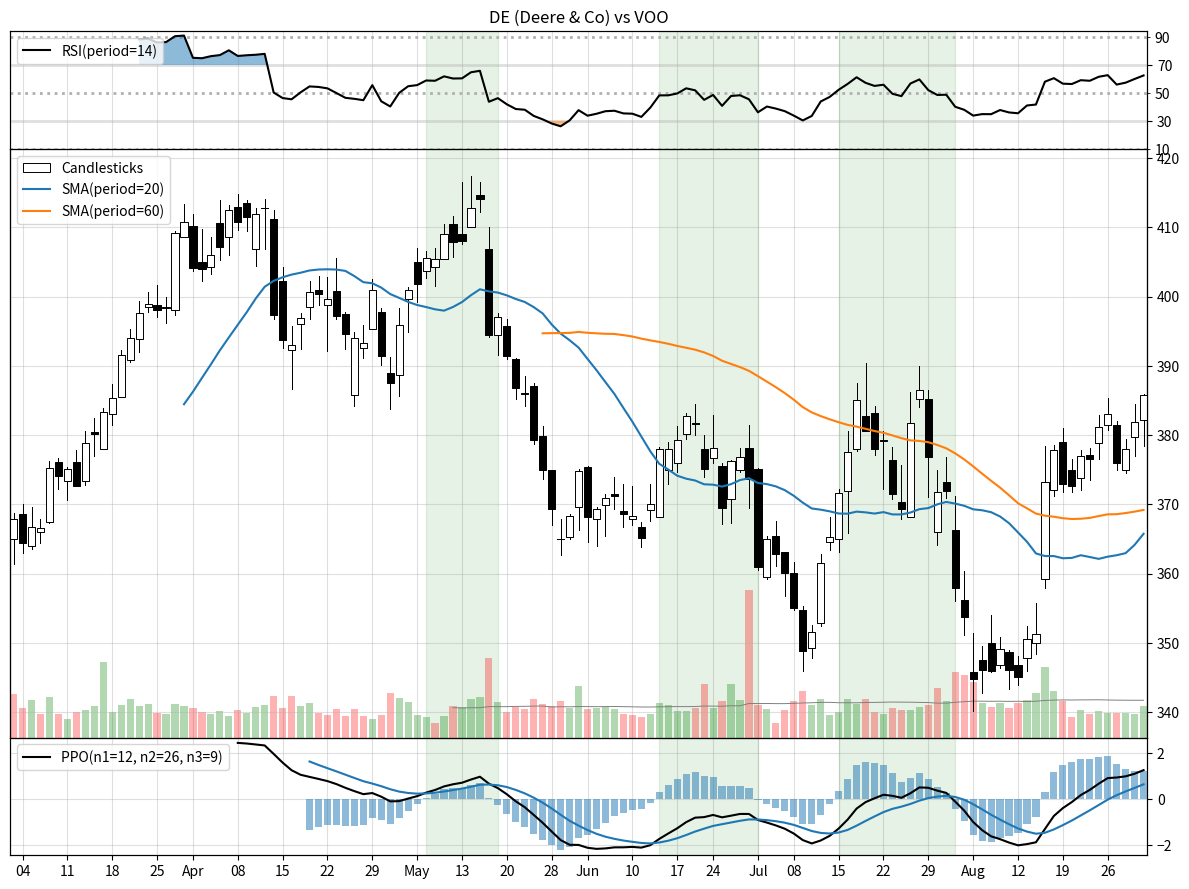 DE (Deere & Co) vs VOO
RSI(period=14)
90
70
50
30
10
Candlesticks
SMA(period=20)
SMA(period=60)
420
410
400
390
380
370
360
350
340
PPO(n1=12, n2=26, n3=9)
2
0
−2
04 11 18 25 Apr 08 15 22 29 May 13 20 28 Jun 10 17 24 Jul 08 15 22 29 Aug 12 19 26